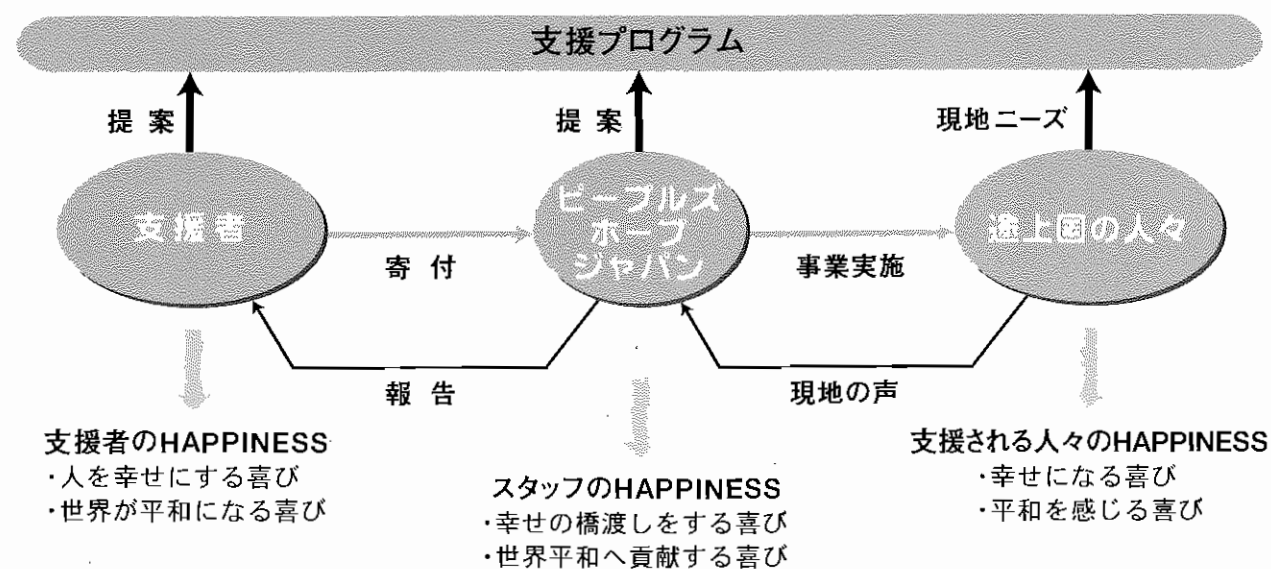 支援プログラム
提案
提案
現地ニーズ
支援者
ピープルズ
ホープ
ジャパン
途上国の人々
寄付
事業実施
報告
現地の声
支援者のHAPPINESS
・人を幸せにする喜び
・世界が平和になる喜び
スタッフのHAPPINESS
・幸せの橋渡しをする喜び
・世界平和へ貢献する喜び
支援される人々のHAPPINESS
・幸せになる喜び
・平和を感じる喜び